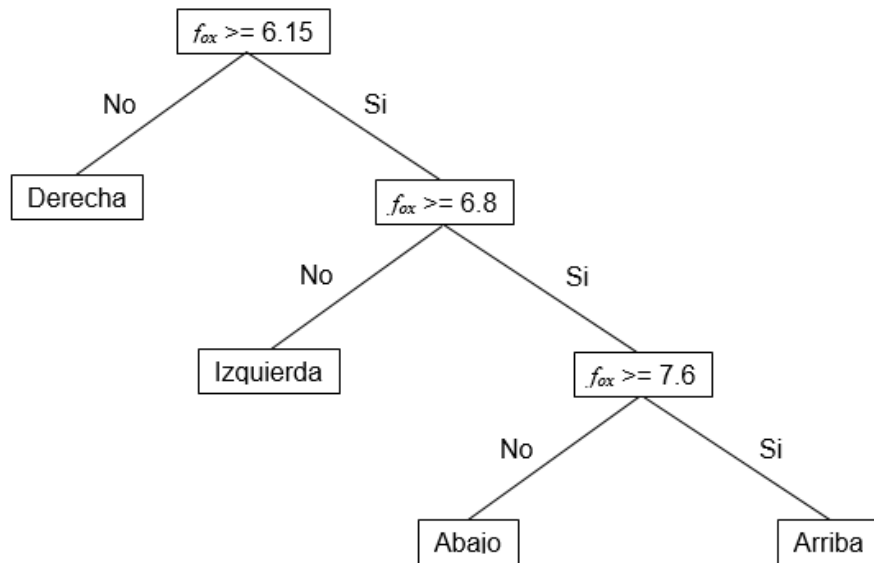 f_ox >= 6.15
No
Si
Derecha
f_ox >= 6.8
No
Si
Izquierda
f_ox >= 7.6
No
Si
Abajo
Arriba